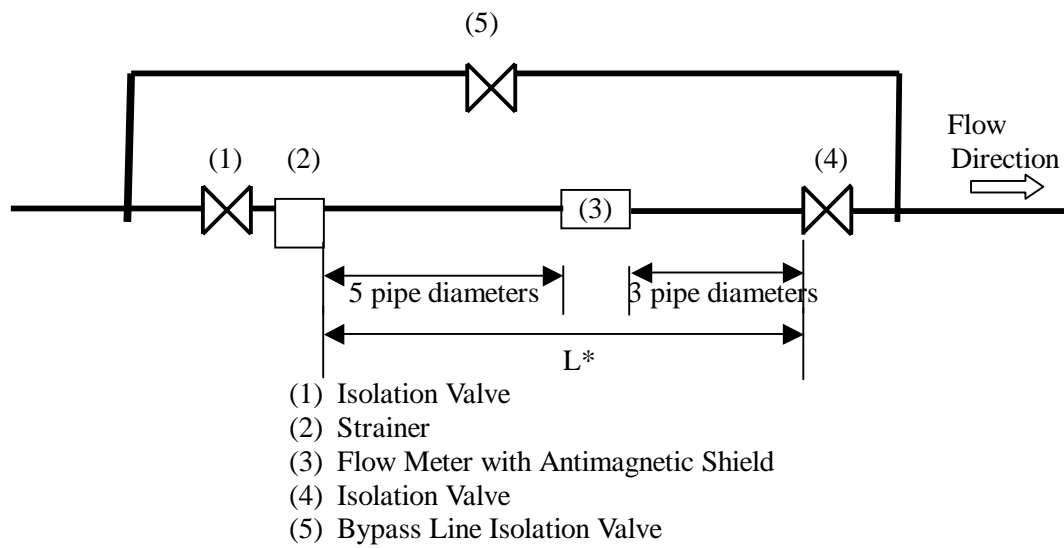 (5)
Flow
Direction
(1)
(2)
(4)
(3)
5 pipe diameters
3 pipe diameters
L*
(1) Isolation Valve
(2) Strainer
(3) Flow Meter with Antimagnetic Shield
(4) Isolation Valve
(5) Bypass Line Isolation Valve